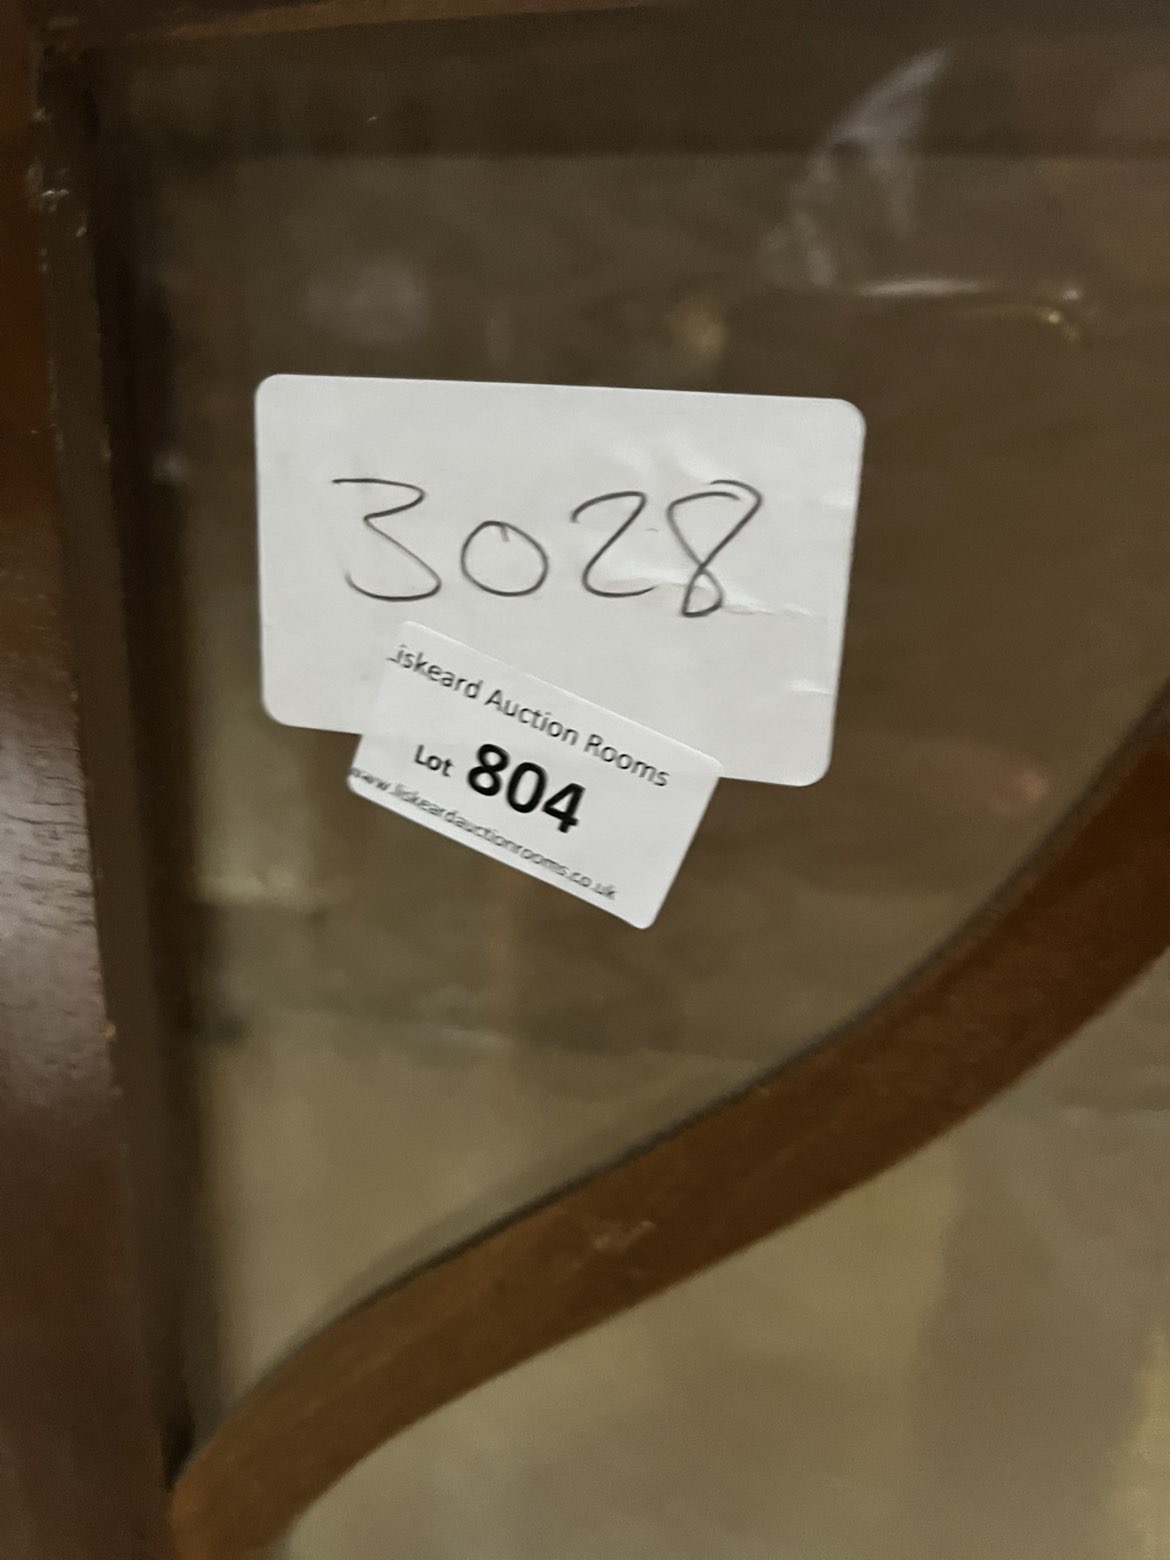 3028
Liskeard Auction Rooms
Lot 804
www.liskeardauctionrooms.co.uk